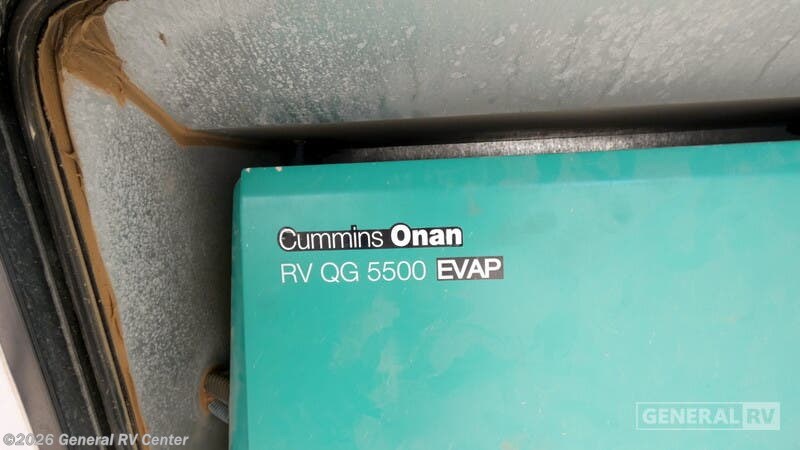 Cummins Onan
RV QG 5500 EVAP
GENERAL RV
©2026 General RV Center